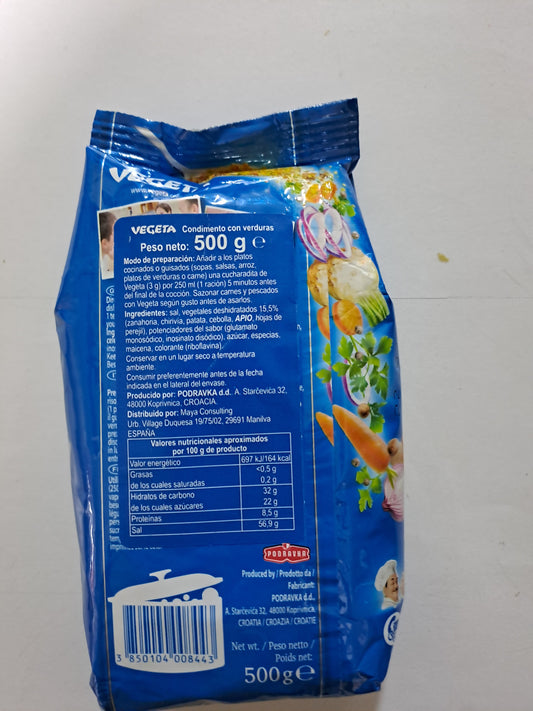 VEGETA
www.vegeta.com
VEGETA Condimento con verduras
Peso neto: 500 g e
Modo de preparación: Añadir a los platos
cocinados o guisados (sopas, salsas, arroz,
platos de verduras o carne) una cucharadita de
Vegeta (3 g) por 250 ml (1 ración) 5 minutos antes
del final de la cocción. Sazonar carnes y pescados
con Vegeta según gusto antes de asarlos.
Ingredientes: sal, vegetales deshidratados 15,5%
(zanahoria, chirivia, patata, cebolla, APIO, hojas de
perejil), potenciadores del sabor (glutamato
monosódico, inosinato disódico), azúcar, especias,
maicena, colorante (riboflavina).
Conservar en un lugar seco a temperatura
ambiente.
Consumir preferentemente antes de la fecha
indicada en el lateral del envase.
Producido por: PODRAVKA d.d., A. Starčevića 32,
48000 Koprivnica, CROACIA.
Distribuido por: Maya Consulting
Urb. Village Duquesa 19/75/02, 29691 Manilva
ESPAÑA
Valores nutricionales aproximados
por 100 g de producto
Valor energético 697 kJ/164 kcal
Grasas <0,5 g
de los cuales saturadas 0,2 g
Hidratos de carbono 32 g
de los cuales azúcares 22 g
Proteínas 8,5 g
Sal 56,9 g
PODRAVKA
Produced by / Prodotto da /
Fabricant:
PODRAVKA d.d.,
A. Starčevića 32, 48000 Koprivnica,
CROATIA / CROAZIA / CROATIE
3 850104 008443
Net wt. / Peso netto /
Poids net:
500g e